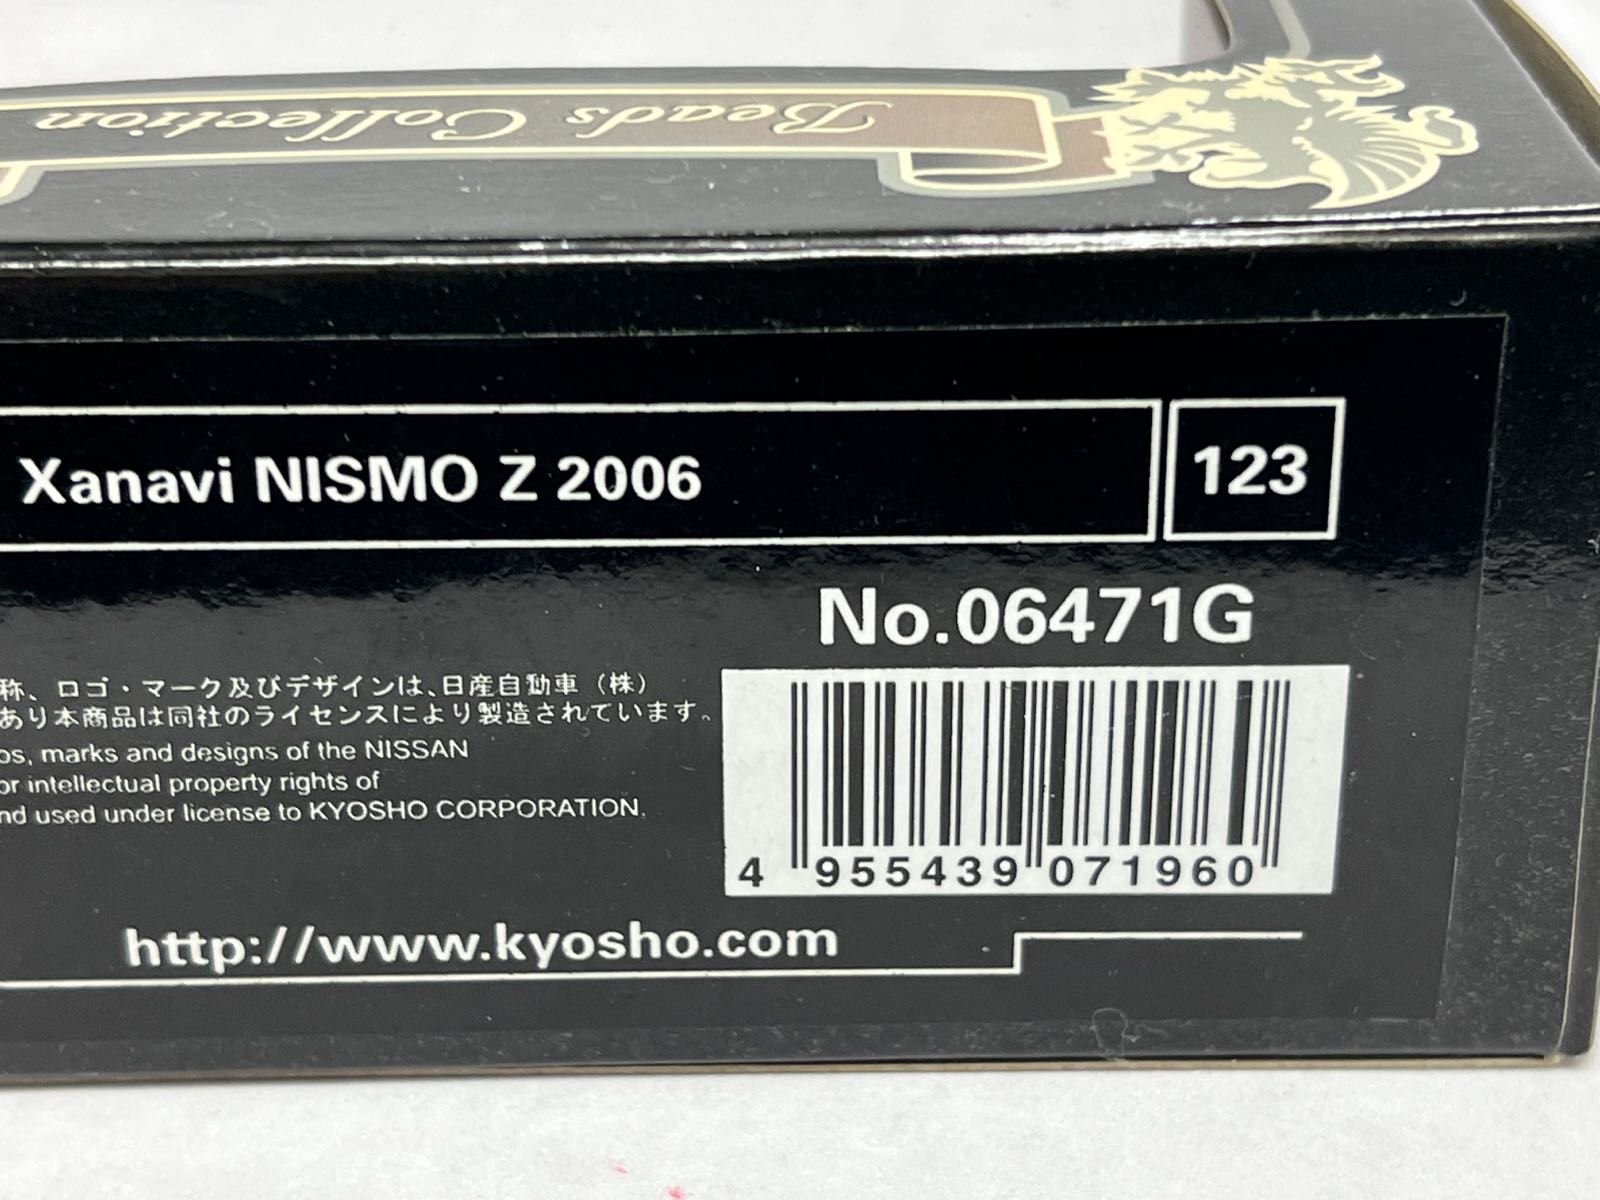 Beads Collection
Xanavi NISMO Z 2006
123
No.06471G
称、ロゴ・マーク及びデザインは、日産自動車（株）
あり本商品は同社のライセンスにより製造されています。
os, marks and designs of the NISSAN
or intellectual property rights of
nd used under license to KYOSHO CORPORATION.
4 955439 071960
http://www.kyosho.com